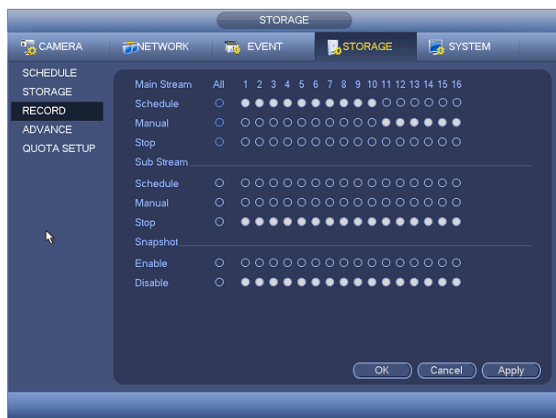 STORAGE
CAMERA NETWORK EVENT STORAGE SYSTEM
SCHEDULE
STORAGE
RECORD
ADVANCE
QUOTA SETUP
Main Stream All 1 2 3 4 5 6 7 8 9 10 11 12 13 14 15 16
Schedule
Manual
Stop
Sub Stream
Schedule
Manual
Stop
Snapshot
Enable
Disable
OK Cancel Apply